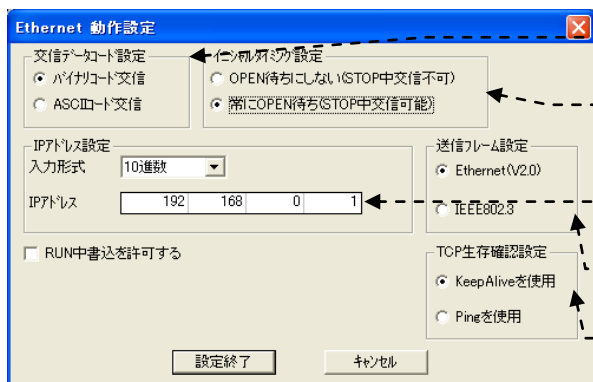 Ethernet 動作設定
交信データコード設定
バイナリコード交信
ASCIIコード交信
イニシャルタイミング設定
OPEN待ちにしない(STOP中交信不可)
常にOPEN待ち(STOP中交信可能)
IPアドレス設定
入力形式 10進数
IPアドレス 192 168 0 1
送信フレーム設定
Ethernet(V2.0)
IEEE802.3
RUN中書込を許可する
TCP生存確認設定
KeepAliveを使用
Pingを使用
設定終了 キャンセル